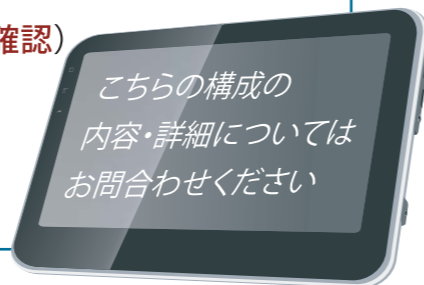 確認）
こちらの構成の
内容・詳細については
お問合わせください